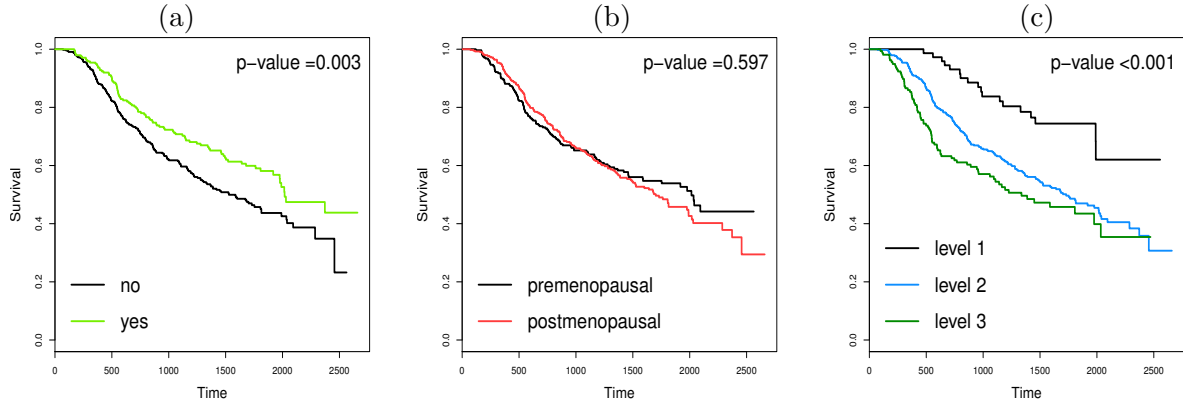 (a)
p-value =0.003
Survival
1.0
0.8
0.6
0.4
0.2
0.0
no
yes
0 500 1000 1500 2000 2500
Time
(b)
p-value =0.597
Survival
1.0
0.8
0.6
0.4
0.2
0.0
premenopausal
postmenopausal
0 500 1000 1500 2000 2500
Time
(c)
p-value <0.001
Survival
1.0
0.8
0.6
0.4
0.2
0.0
level 1
level 2
level 3
0 500 1000 1500 2000 2500
Time